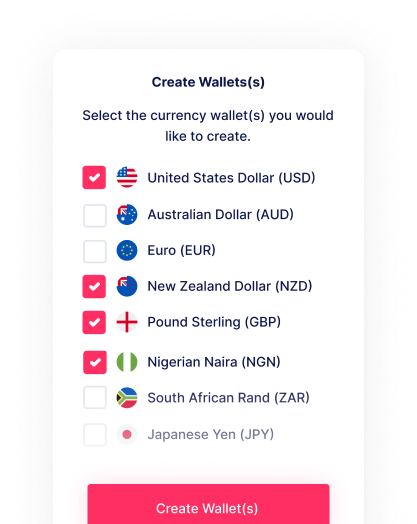 Create Wallets(s)
Select the currency wallet(s) you would
like to create.
United States Dollar (USD)
Australian Dollar (AUD)
Euro (EUR)
New Zealand Dollar (NZD)
Pound Sterling (GBP)
Nigerian Naira (NGN)
South African Rand (ZAR)
Japanese Yen (JPY)
Create Wallet(s)